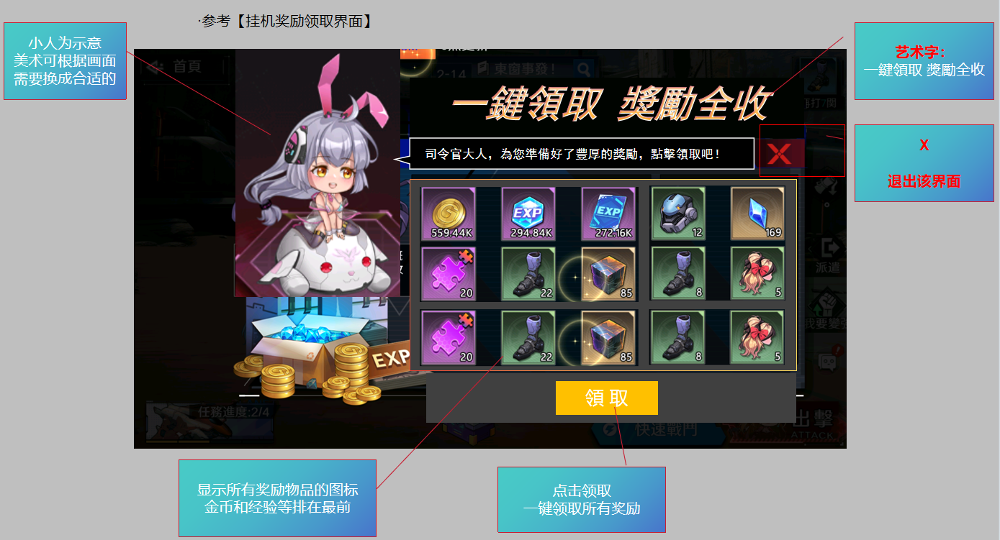 ·参考【挂机奖励领取界面】
小人为示意
美术可根据画面
需要换成合适的
艺术字：
一鍵領取 獎勵全收
首頁
2-14
東窗事發！
一鍵領取 獎勵全收
X
退出该界面
司令官大人，為您準備好了豐厚的獎勵，點擊領取吧！
EXP
EXP
559.44K
294.84K
272.16K
12
169
20
22
85
8
5
派遣
20
22
85
8
5
EXP
領取
任務進度:2/4
快速戰鬥
出擊
ATTACK
显示所有奖励物品的图标
金币和经验等排在最前
点击领取
一键领取所有奖励